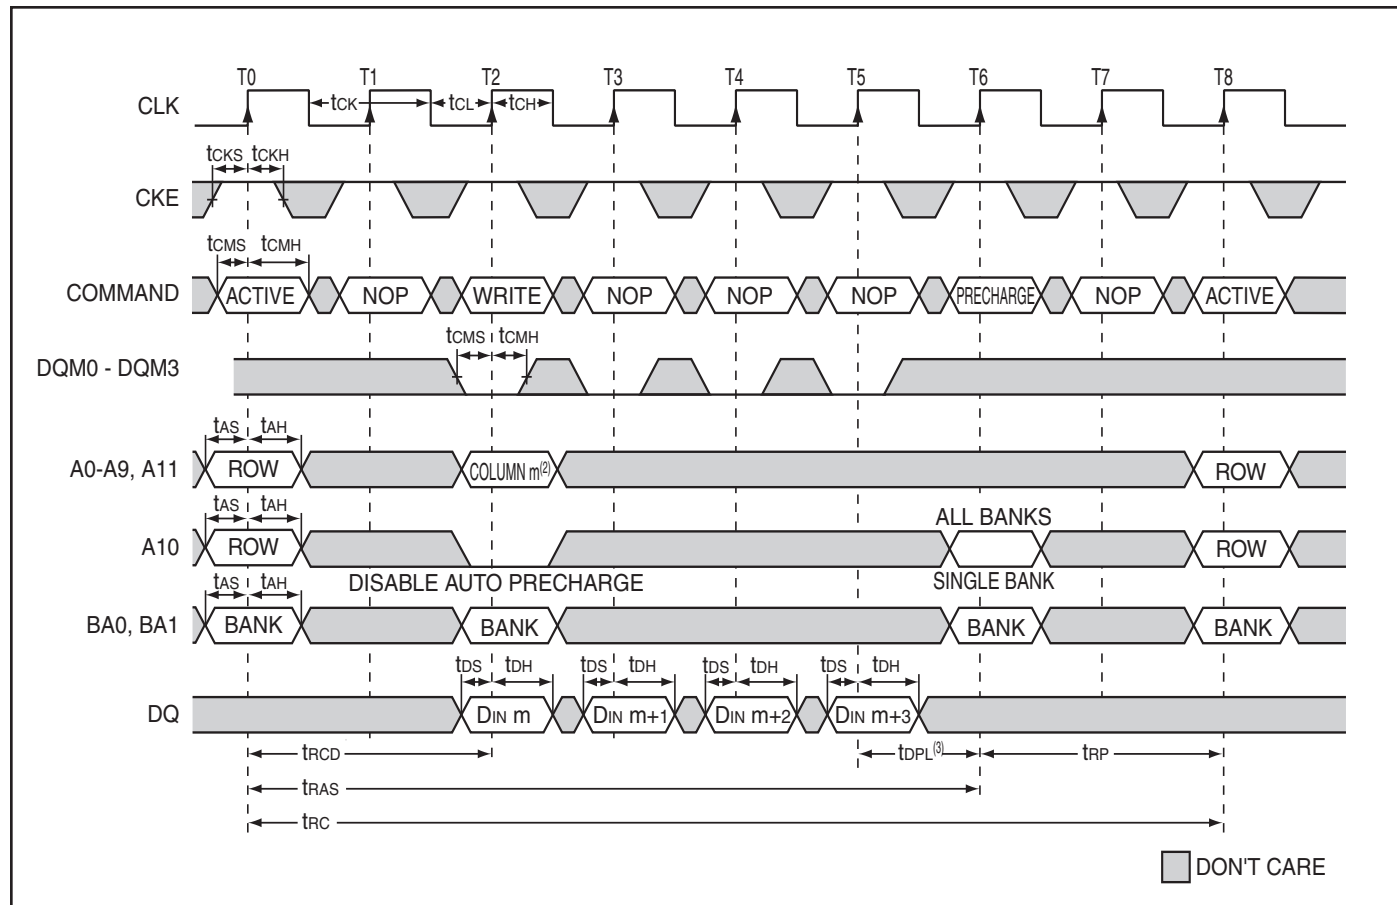 T0 T1 T2 T3 T4 T5 T6 T7 T8
CLK tCK tCL tCH
tCKS tCKH
CKE
tCMS tCMH
COMMAND ACTIVE NOP WRITE NOP NOP NOP PRECHARGE NOP ACTIVE
tCMS tCMH
DQM0 - DQM3
tAS tAH
A0-A9, A11 ROW COLUMN m(2) ROW
tAS tAH ALL BANKS
A10 ROW ROW
tAS tAH DISABLE AUTO PRECHARGE SINGLE BANK
BA0, BA1 BANK BANK BANK BANK
tDS tDH tDS tDH tDS tDH tDS tDH
DQ DIN m DIN m+1 DIN m+2 DIN m+3
tRCD tDPL(3) tRP
tRAS
tRC
DON'T CARE